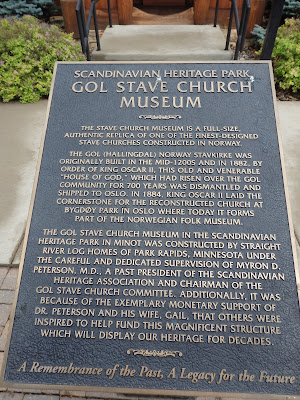 SCANDINAVIAN HERITAGE PARK
GOL STAVE CHURCH
MUSEUM
THE STAVE CHURCH MUSEUM IS A FULL-SIZE,
AUTHENTIC REPLICA OF ONE OF THE FINEST-DESIGNED
STAVE CHURCHES CONSTRUCTED IN NORWAY.
THE GOL (HALLINGDAL) NORWAY STAVKIRKE WAS
ORIGINALLY BUILT IN THE MID-1200S AND IN 1882, BY
ORDER OF KING OSCAR II, THIS OLD AND VENERABLE
"HOUSE OF GOD," WHICH HAD RISEN OVER THE GOL
COMMUNITY FOR 700 YEARS WAS DISMANTLED AND
SHIPPED TO OSLO. IN 1884, KING OSCAR II LAID THE
CORNERSTONE FOR THE RECONSTRUCTED CHURCH AT
BYGDOY PARK IN OSLO WHERE TODAY IT FORMS
PART OF THE NORWEGIAN FOLK MUSEUM.
THE GOL STAVE CHURCH MUSEUM IN THE SCANDINAVIAN
HERITAGE PARK IN MINOT WAS CONSTRUCTED BY STRAIGHT
RIVER LOG HOMES OF PARK RAPIDS, MINNESOTA UNDER
THE CAREFUL AND DEDICATED SUPERVISION OF MYRON D.
PETERSON, M.D., A PAST PRESIDENT OF THE SCANDINAVIAN
HERITAGE ASSOCIATION AND CHAIRMAN OF THE
GOL STAVE CHURCH COMMITTEE. ADDITIONALLY, IT WAS
BECAUSE OF THE EXEMPLARY MONETARY SUPPORT OF
DR. PETERSON AND HIS WIFE, GAIL, THAT OTHERS WERE
INSPIRED TO HELP FUND THIS MAGNIFICENT STRUCTURE
WHICH WILL DISPLAY OUR HERITAGE FOR DECADES.
A Remembrance of the Past, A Legacy for the Future